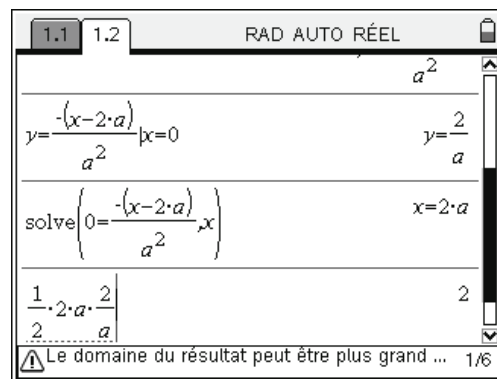 1.1 1.2 RAD AUTO RÉEL
a²
y=-(x-2·a)/a²|x=0 y=2/a
solve(0=-(x-2·a)/a²,x) x=2·a
1/2·2·a·2/a 2
Le domaine du résultat peut être plus grand ... 1/6